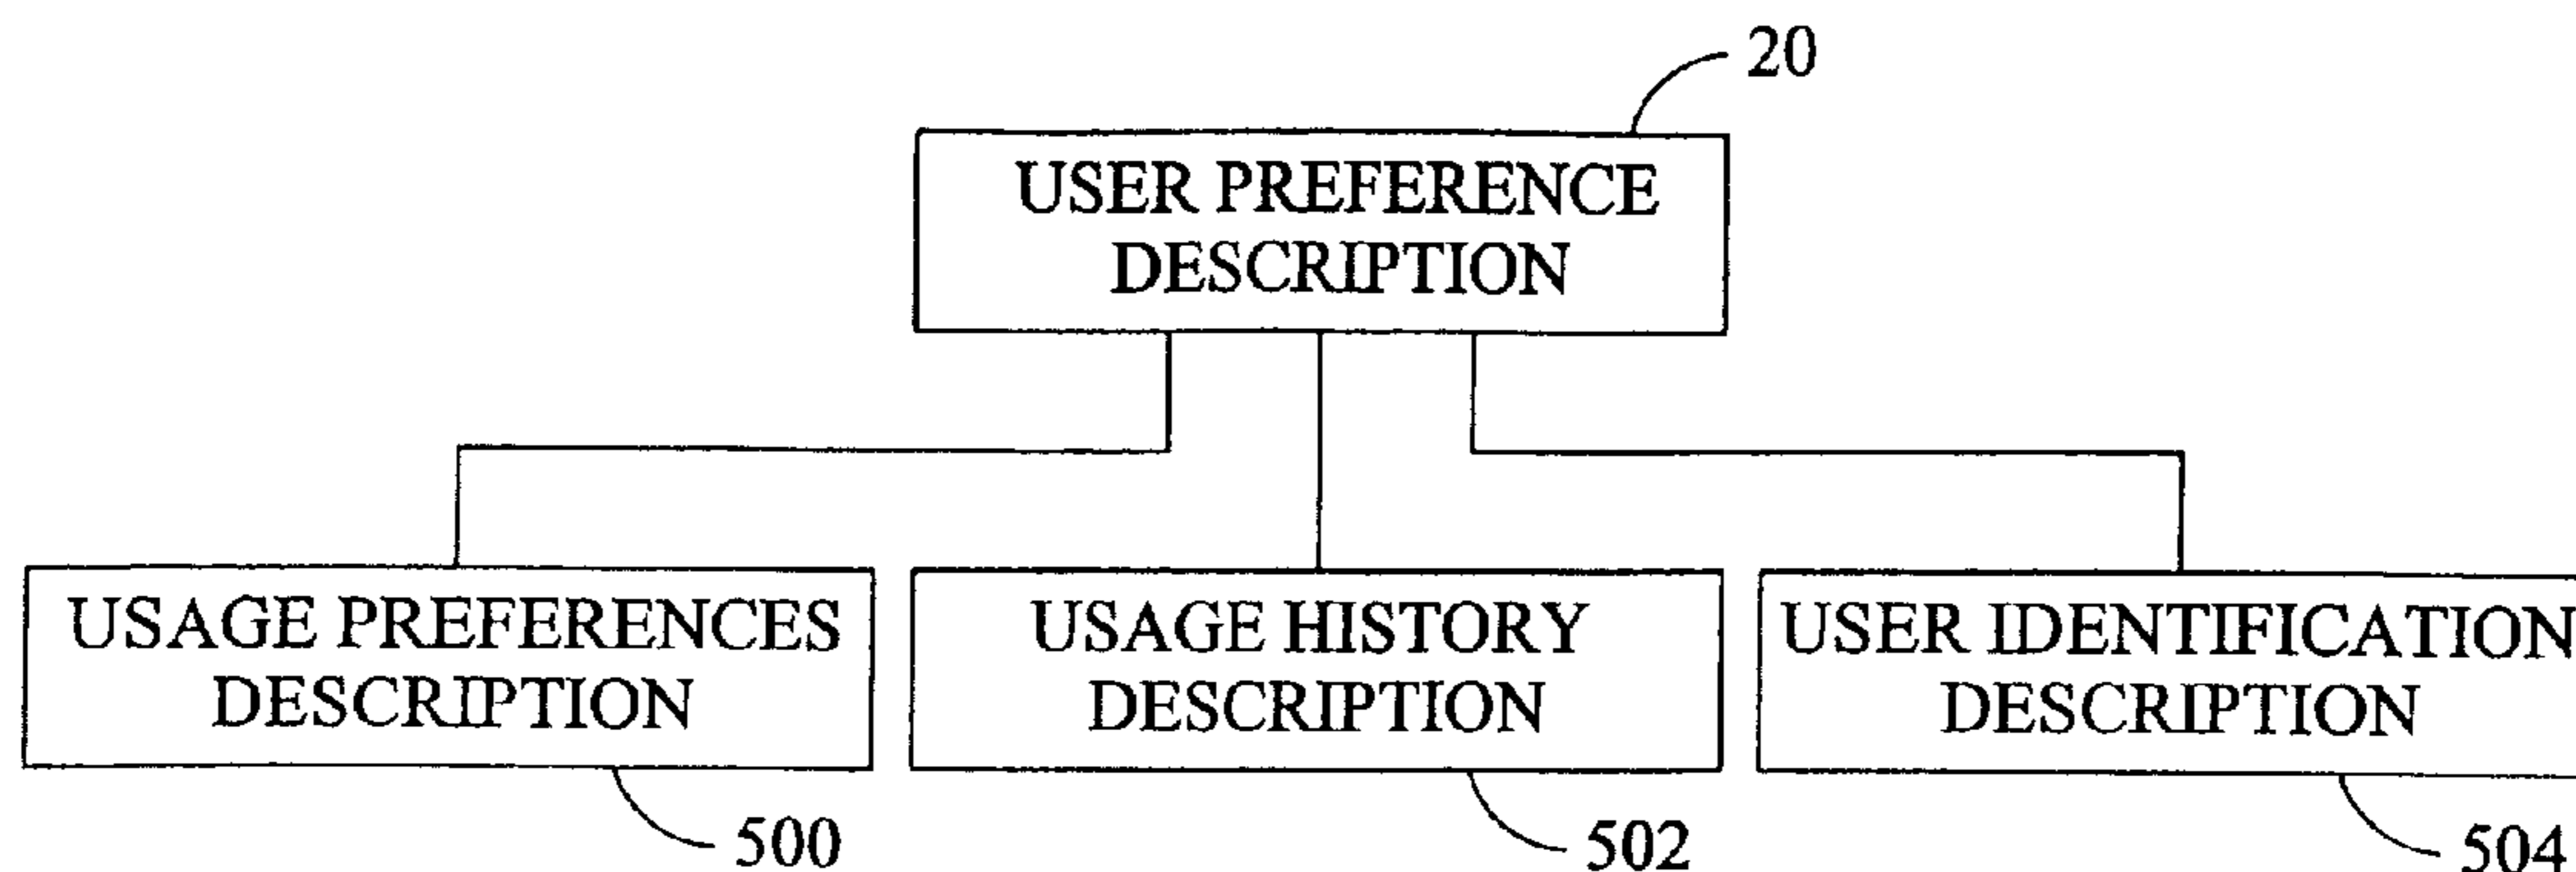 20
USER PREFERENCE
DESCRIPTION
USAGE PREFERENCES
DESCRIPTION
500
USAGE HISTORY
DESCRIPTION
502
USER IDENTIFICATION
DESCRIPTION
504